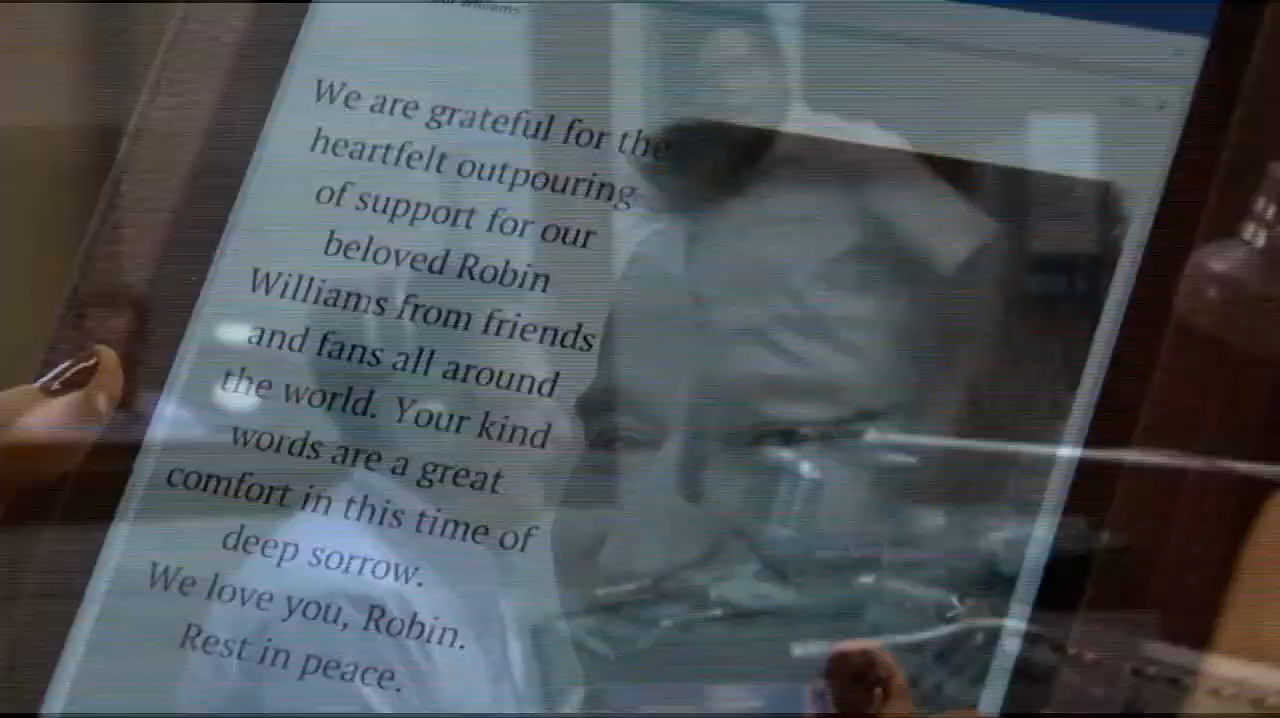 Williams
We are grateful for the
heartfelt outpouring
of support for our
beloved Robin
Williams from friends
and fans all around
the world. Your kind
words are a great
comfort in this time of
deep sorrow.
We love you, Robin.
Rest in peace.